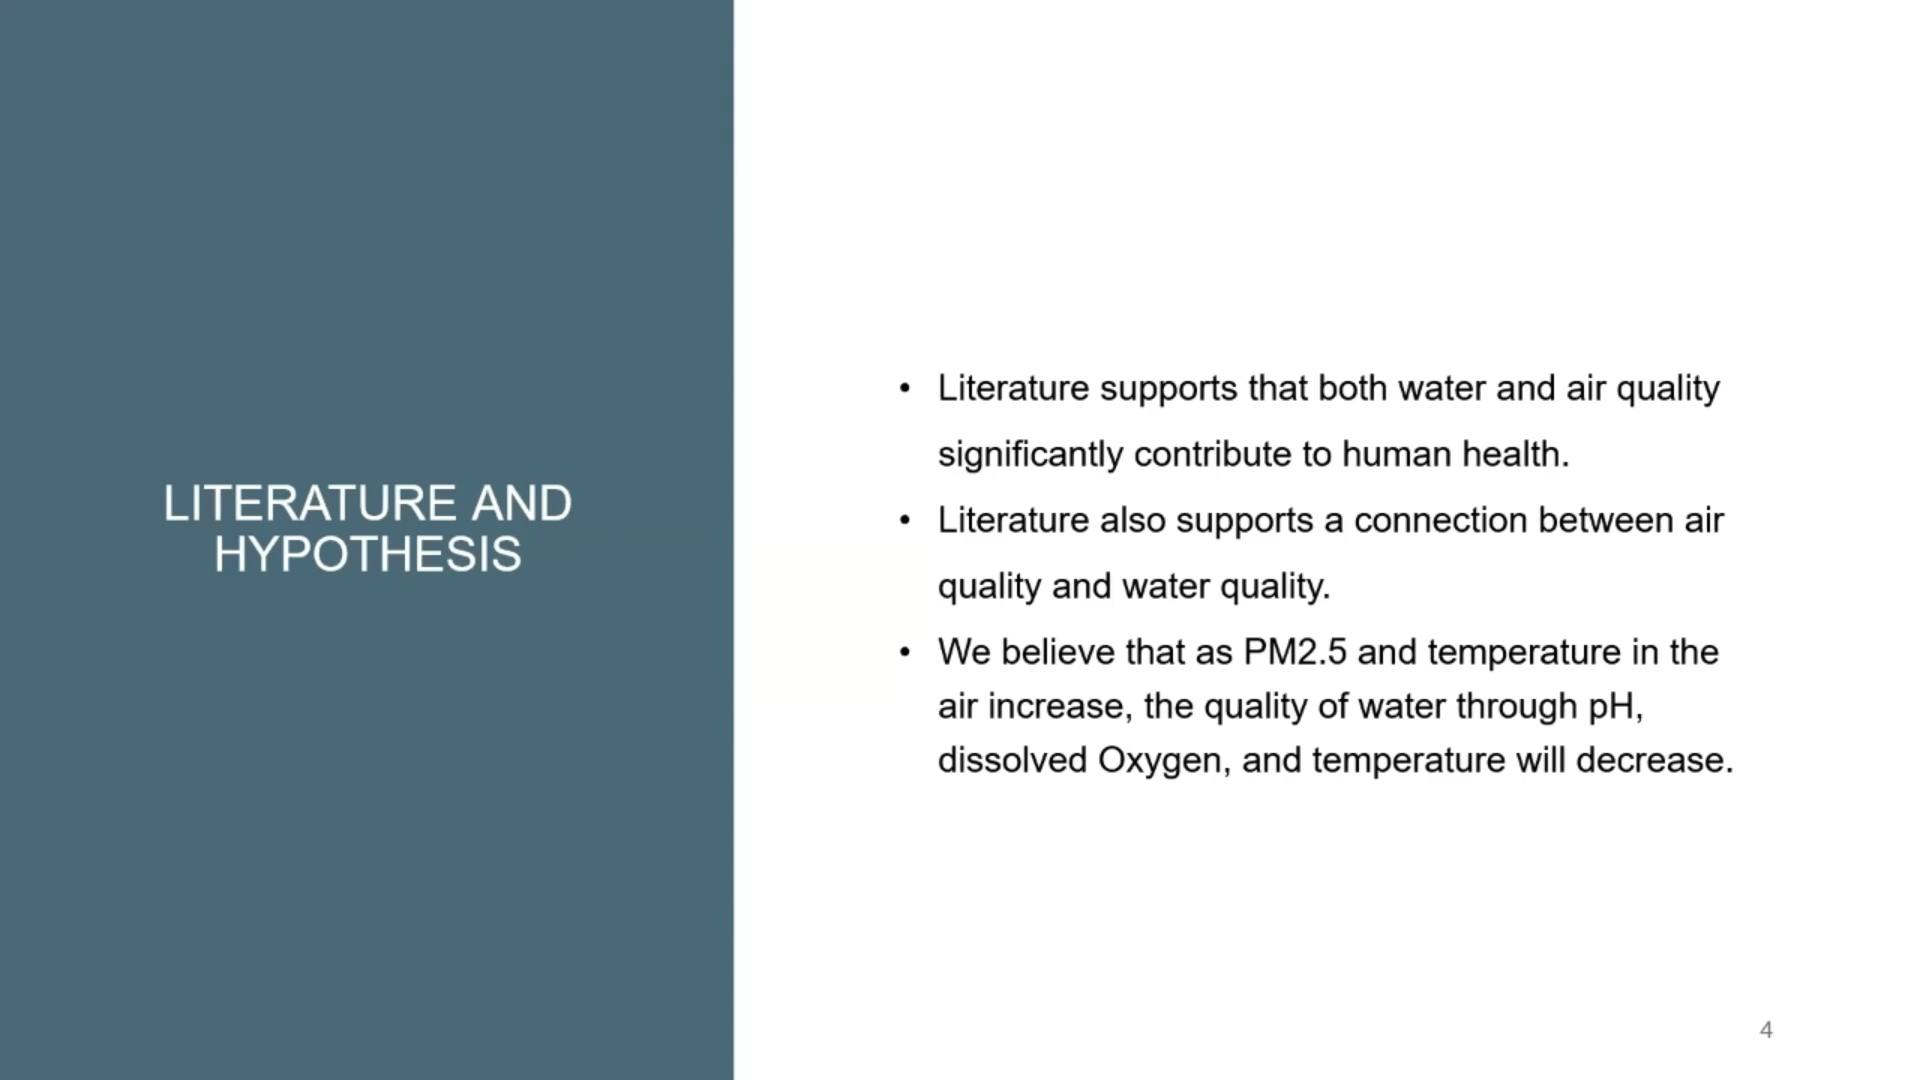 LITERATURE AND
HYPOTHESIS
• Literature supports that both water and air quality
significantly contribute to human health.
• Literature also supports a connection between air
quality and water quality.
• We believe that as PM2.5 and temperature in the
air increase, the quality of water through pH,
dissolved Oxygen, and temperature will decrease.
4